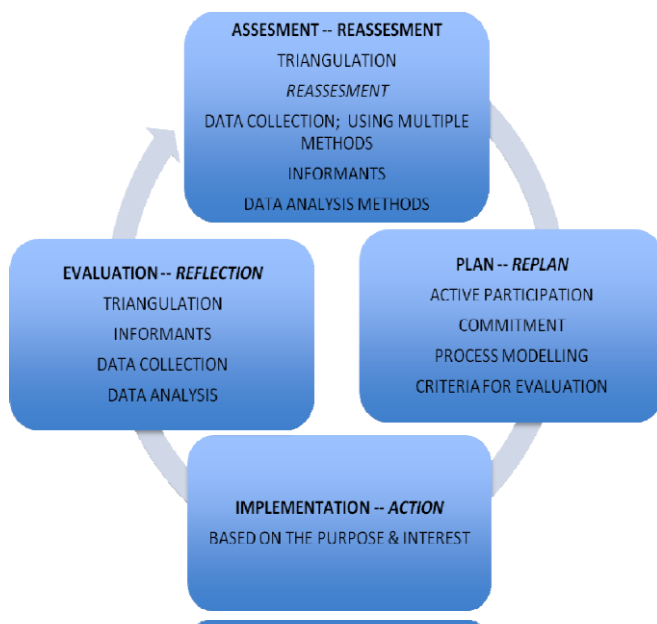 ASSESMENT -- REASSESMENT
TRIANGULATION
REASSESMENT
DATA COLLECTION; USING MULTIPLE
METHODS
INFORMANTS
DATA ANALYSIS METHODS
PLAN -- REPLAN
ACTIVE PARTICIPATION
COMMITMENT
PROCESS MODELLING
CRITERIA FOR EVALUATION
IMPLEMENTATION -- ACTION
BASED ON THE PURPOSE & INTEREST
EVALUATION -- REFLECTION
TRIANGULATION
INFORMANTS
DATA COLLECTION
DATA ANALYSIS